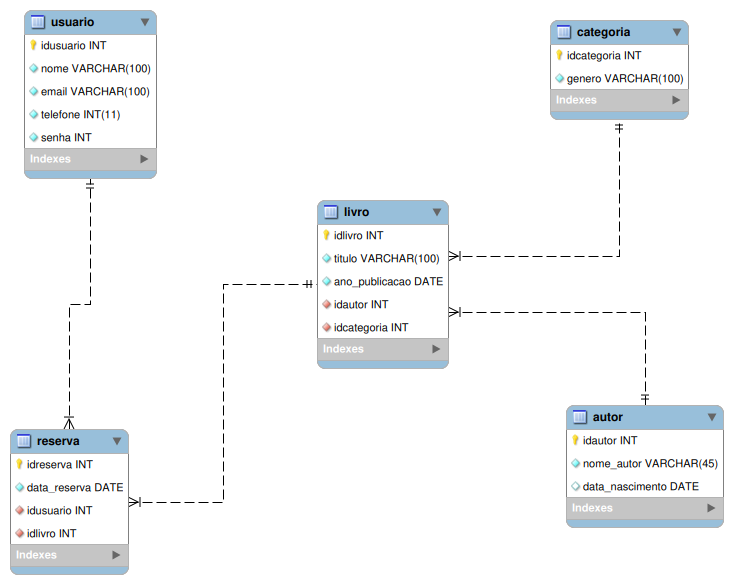 usuario
idusuario INT
nome VARCHAR(100)
email VARCHAR(100)
telefone INT(11)
senha INT
Indexes
categoria
idcategoria INT
genero VARCHAR(100)
Indexes
livro
idlivro INT
titulo VARCHAR(100)
ano_publicacao DATE
idautor INT
idcategoria INT
Indexes
reserva
idreserva INT
data_reserva DATE
idusuario INT
idlivro INT
Indexes
autor
idautor INT
nome_autor VARCHAR(45)
data_nascimento DATE
Indexes